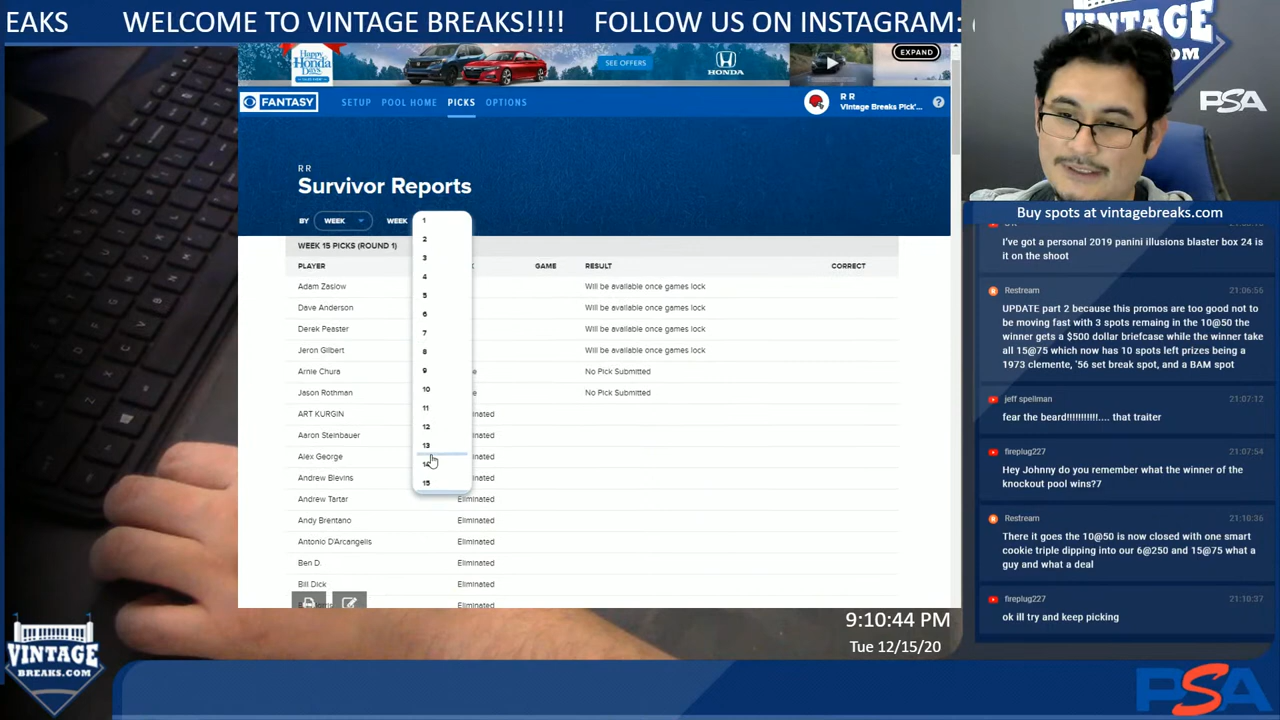 EAKS WELCOME TO VINTAGE BREAKS!!!! FOLLOW US ON INSTAGRAM:
Happy
Honda
Days
SEE OFFERS
HONDA
EXPAND
FANTASY
SETUP
POOL HOME
PICKS
OPTIONS
R R
Vintage Breaks Pick'...
?
R R
Survivor Reports
BY
WEEK
WEEK
1
2
3
4
5
6
7
8
9
10
11
12
13
14
15
WEEK 15 PICKS (ROUND 1)
PLAYER
GAME
RESULT
CORRECT
Adam Zaslow
Will be available once games lock
Dave Anderson
Will be available once games lock
Derek Peaster
Will be available once games lock
Jeron Gilbert
Will be available once games lock
Arnie Chura
No Pick Submitted
Jason Rothman
No Pick Submitted
ART KURGIN
Aaron Steinbauer
Alex George
Andrew Blevins
Andrew Tartar
Eliminated
Andy Brentano
Eliminated
Antonio D'Arcangelis
Eliminated
Ben D.
Eliminated
Bill Dick
Eliminated
VINTAGE
.COM
PSA
Buy spots at vintagebreaks.com
I've got a personal 2019 panini illusions blaster box 24 is
it on the shoot
Restream
21:06:56
UPDATE part 2 because this promos are too good not to
be moving fast with 3 spots remaing in the 10@50 the
winner gets a $500 dollar briefcase while the winner take
all 15@75 which now has 10 spots left prizes being a
1973 clemente, '56 set break spot, and a BAM spot
jeff spellman
21:07:12
fear the beard!!!!!!!!!!!.... that traiter
fireplug227
21:07:54
Hey Johnny do you remember what the winner of the
knockout pool wins?7
Restream
21:10:36
There it goes the 10@50 is now closed with one smart
cookie triple dipping into our 6@250 and 15@75 what a
guy and what a deal
fireplug227
21:10:37
ok ill try and keep picking
9:10:44 PM
Tue 12/15/20
VINTAGE
BREAKS.COM
PSA